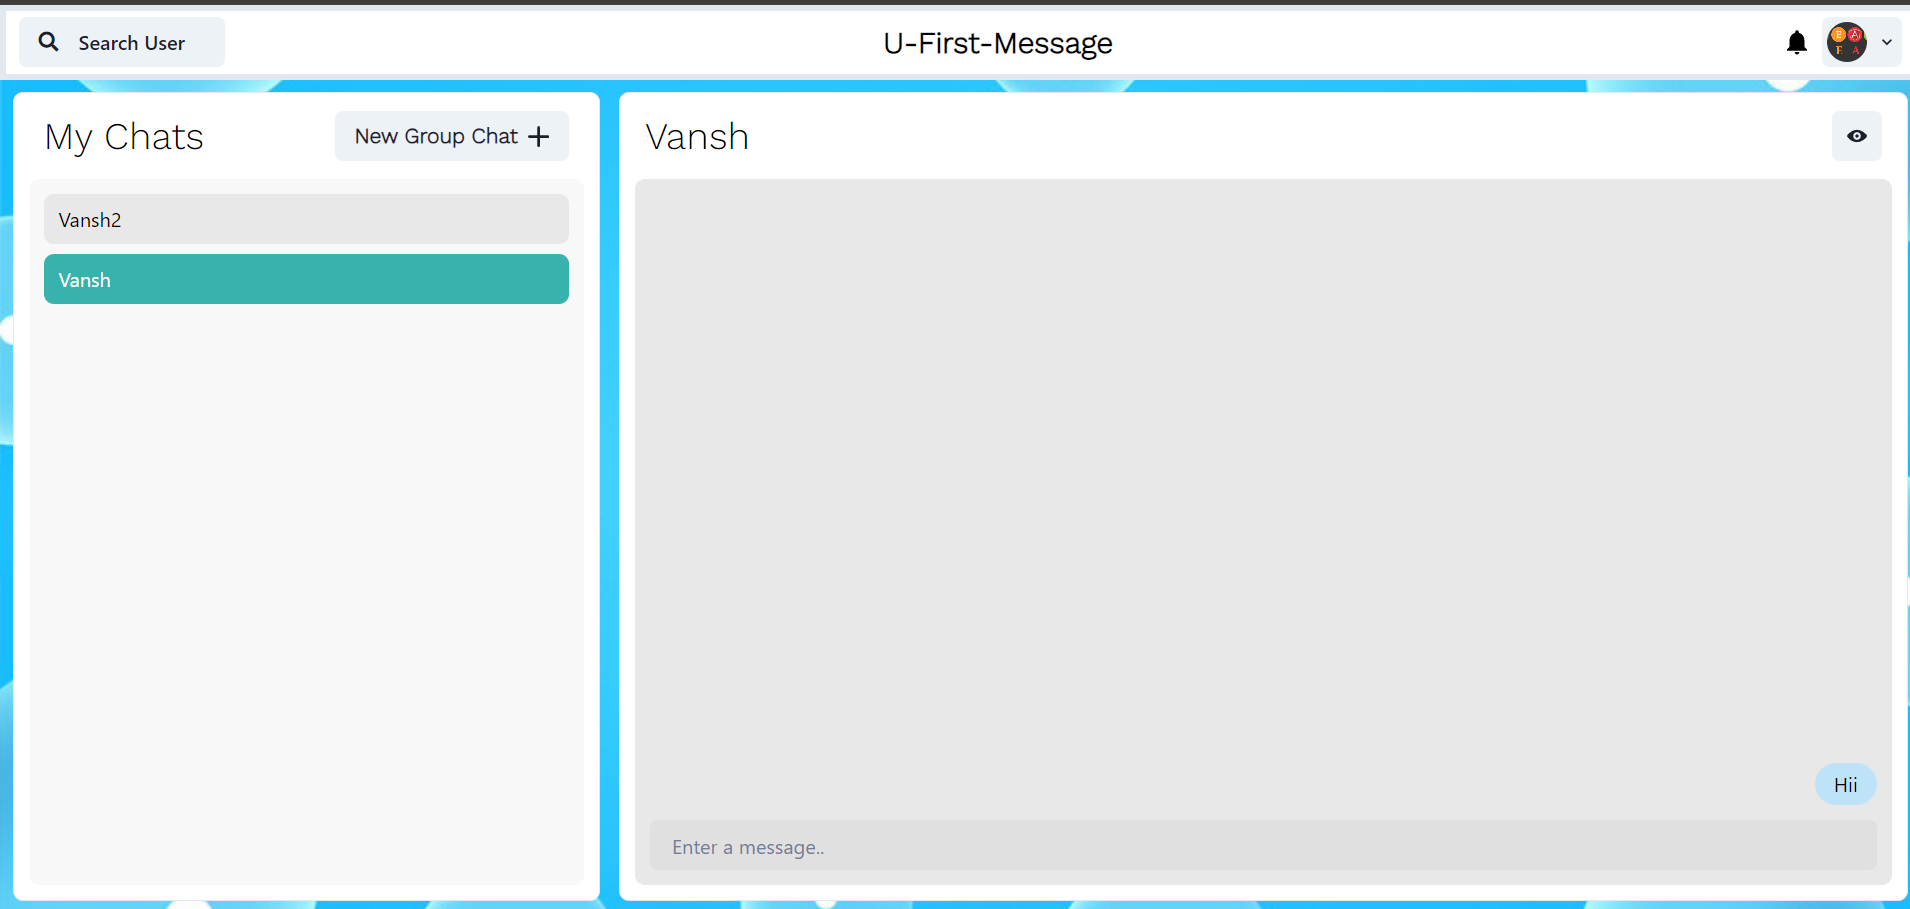 Search User
U-First-Message
My Chats
New Group Chat
Vansh2
Vansh
Vansh
Hii
Enter a message..